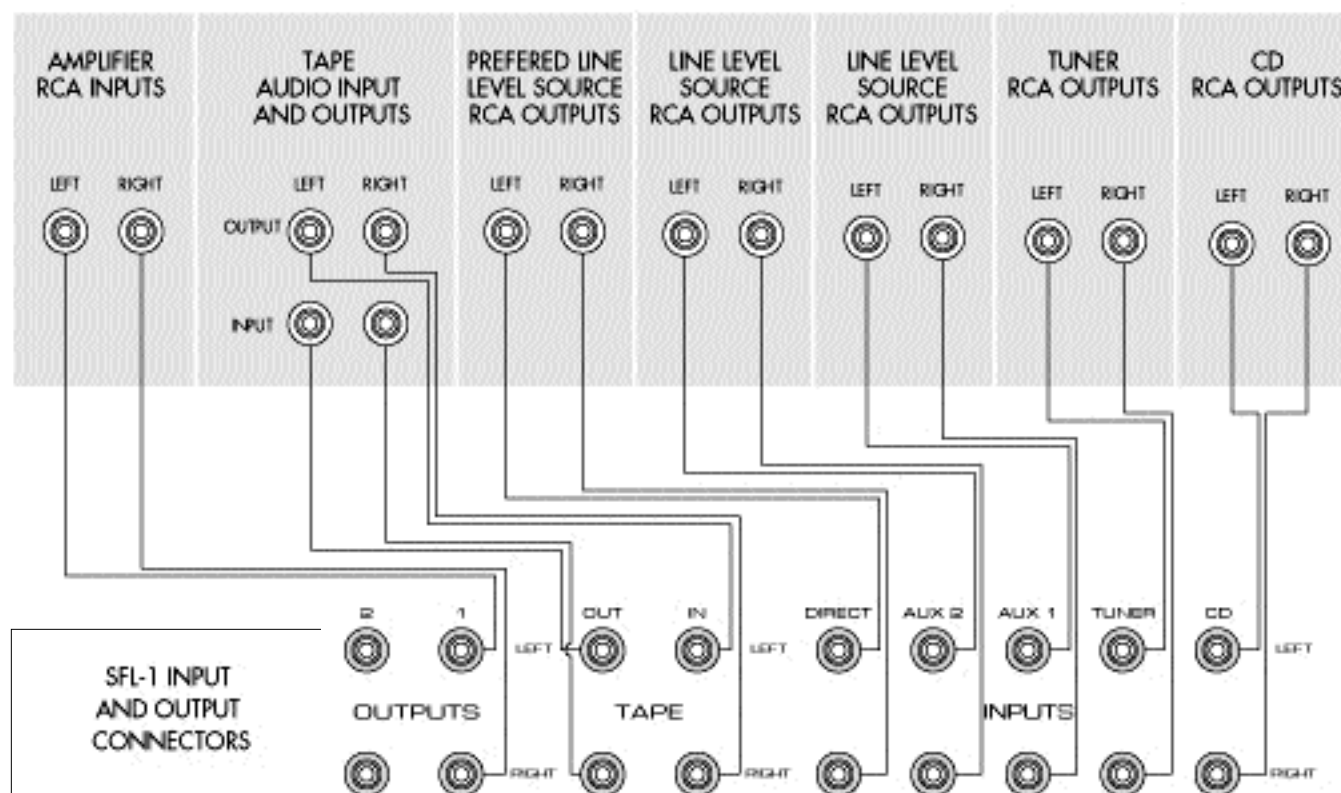 AMPLIFIER
RCA INPUTS
TAPE
AUDIO INPUT
AND OUTPUTS
PREFERED LINE
LEVEL SOURCE
RCA OUTPUTS
LINE LEVEL
SOURCE
RCA OUTPUTS
LINE LEVEL
SOURCE
RCA OUTPUTS
TUNER
RCA OUTPUTS
CD
RCA OUTPUTS
LEFT RIGHT
LEFT RIGHT
LEFT RIGHT
LEFT RIGHT
LEFT RIGHT
LEFT RIGHT
LEFT RIGHT
OUTPUT
INPUT
2 1 OUT IN DIRECT AUX 2 AUX 1 TUNER CD
LEFT LEFT LEFT
SFL-1 INPUT
AND OUTPUT
CONNECTORS
OUTPUTS TAPE INPUTS
RIGHT RIGHT RIGHT